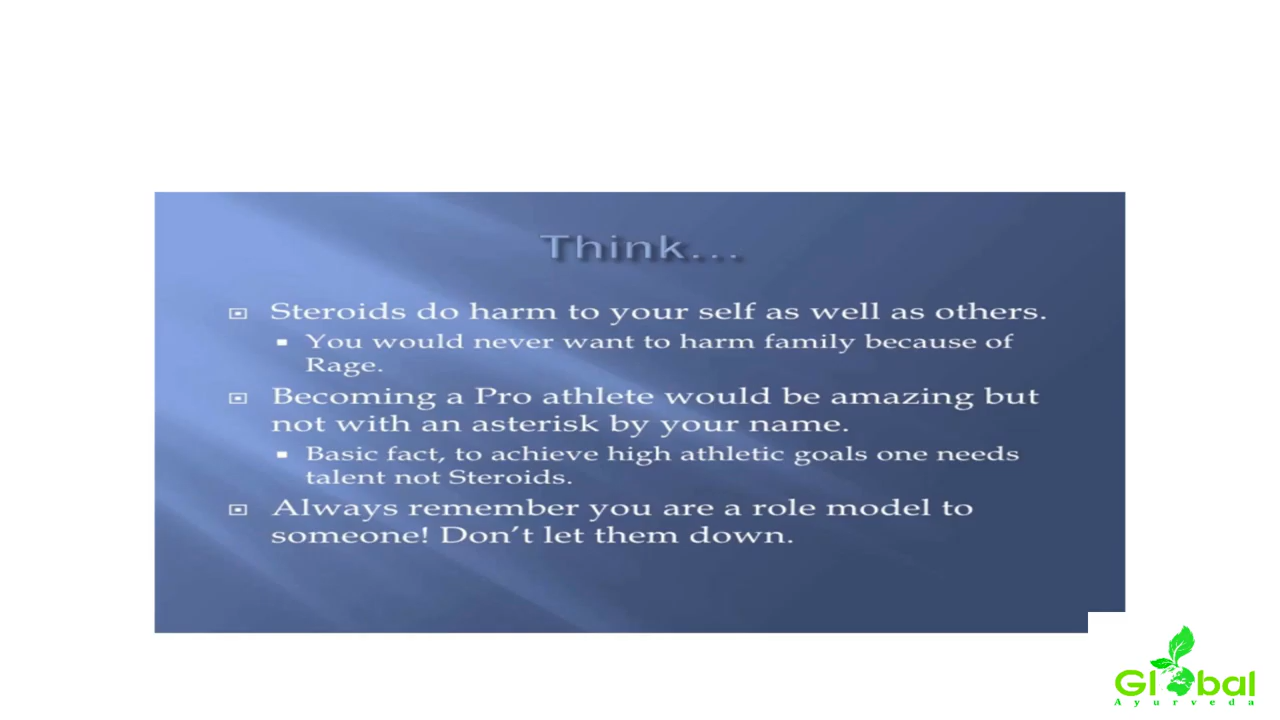 Think...
Steroids do harm to your self as well as others.
You would never want to harm family because of
Rage.
Becoming a Pro athlete would be amazing but
not with an asterisk by your name.
Basic fact, to achieve high athletic goals one needs
talent not Steroids.
Always remember you are a role model to
someone! Don't let them down.
Global
Ayurveda